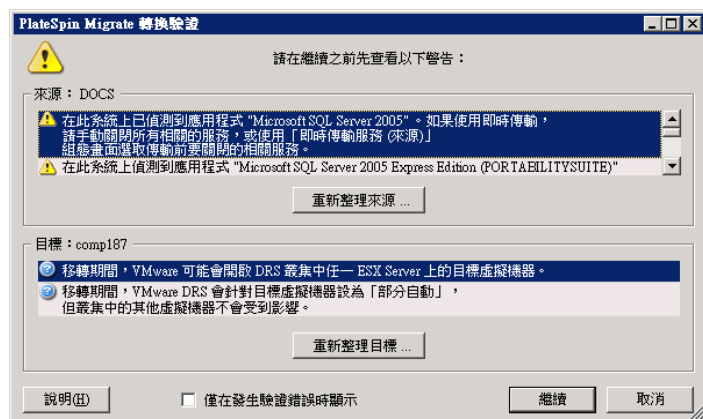 PlateSpin Migrate 轉換驗證
請在繼續之前先查看以下警告：
來源： DOCS
在此系統上已偵測到應用程式 "Microsoft SQL Server 2005"。如果使用即時傳輸，
請手動關閉所有相關的服務，或使用「即時傳輸服務 (來源)」
組態畫面選取傳輸前要關閉的相關服務。
在此系統上偵測到應用程式 "Microsoft SQL Server 2005 Express Edition (PORTABILITYSUITE)"
重新整理來源 ...
目標：comp187
移轉期間，VMware 可能會開啟 DRS 叢集中任一 ESX Server 上的目標虛擬機器。
移轉期間，VMware DRS 會針對目標虛擬機器設為「部分自動」，
但叢集中的其他虛擬機器不會受到影響。
重新整理目標 ...
說明(H)
僅在發生驗證錯誤時顯示
繼續
取消